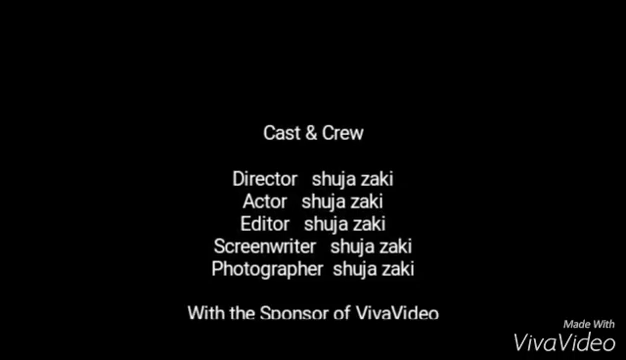 Cast & Crew
Director shuja zaki
Actor shuja zaki
Editor shuja zaki
Screenwriter shuja zaki
Photographer shuja zaki
With the Sponsor of VivaVideo
Made With
VivaVideo